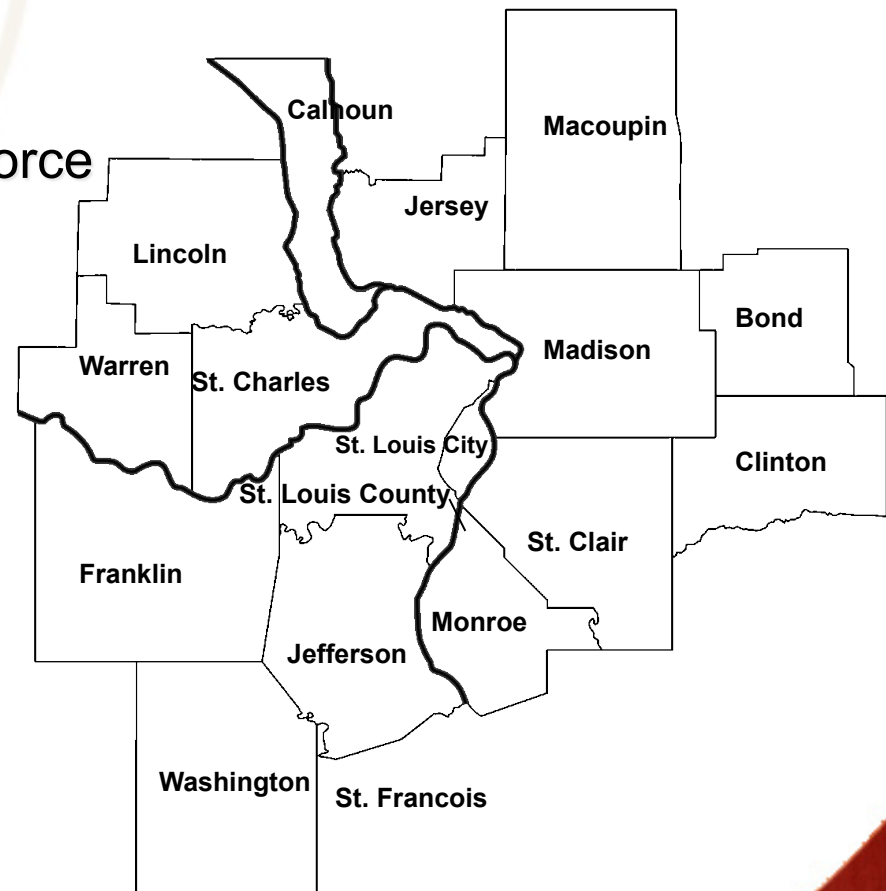 Calhoun
Macoupin
orce
Jersey
Lincoln
Bond
Madison
Warren
St. Charles
St. Louis City
Clinton
St. Louis County
St. Clair
Franklin
Monroe
Jefferson
Washington
St. Francois